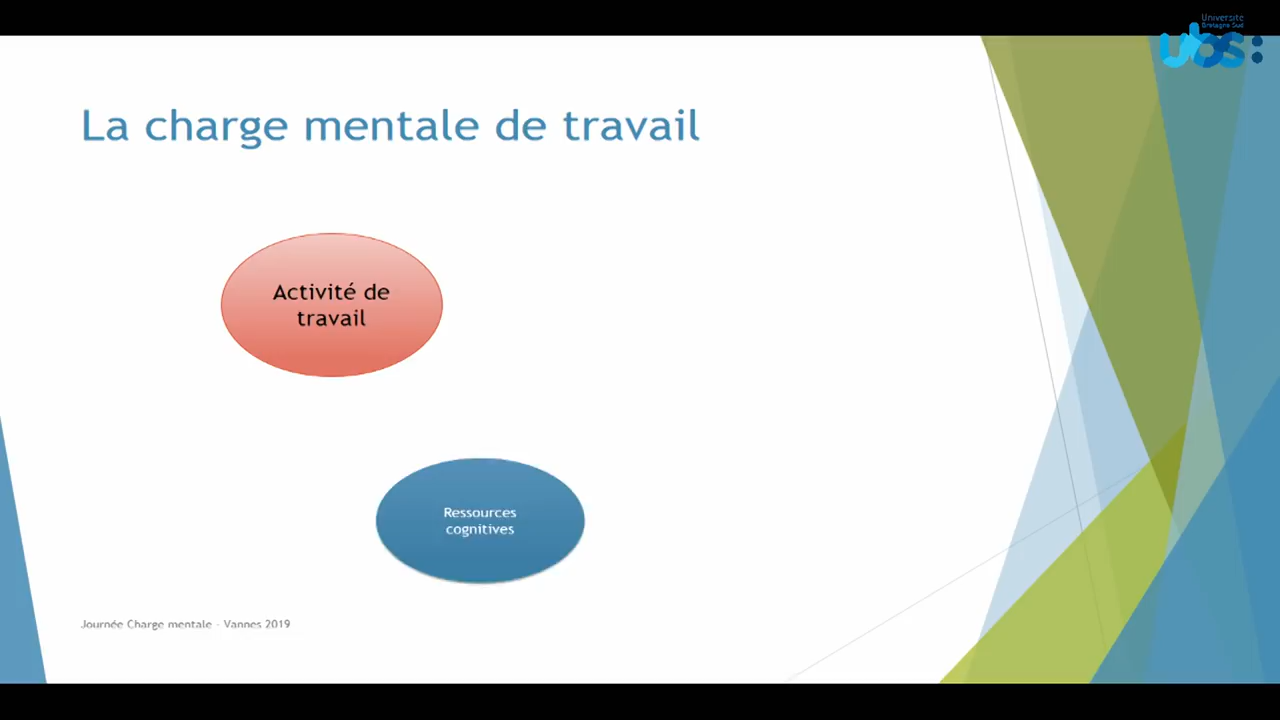 Université
Bretagne Sud
ubs:
La charge mentale de travail
Activité de
travail
Ressources
cognitives
Journée Charge mentale - Vannes 2019